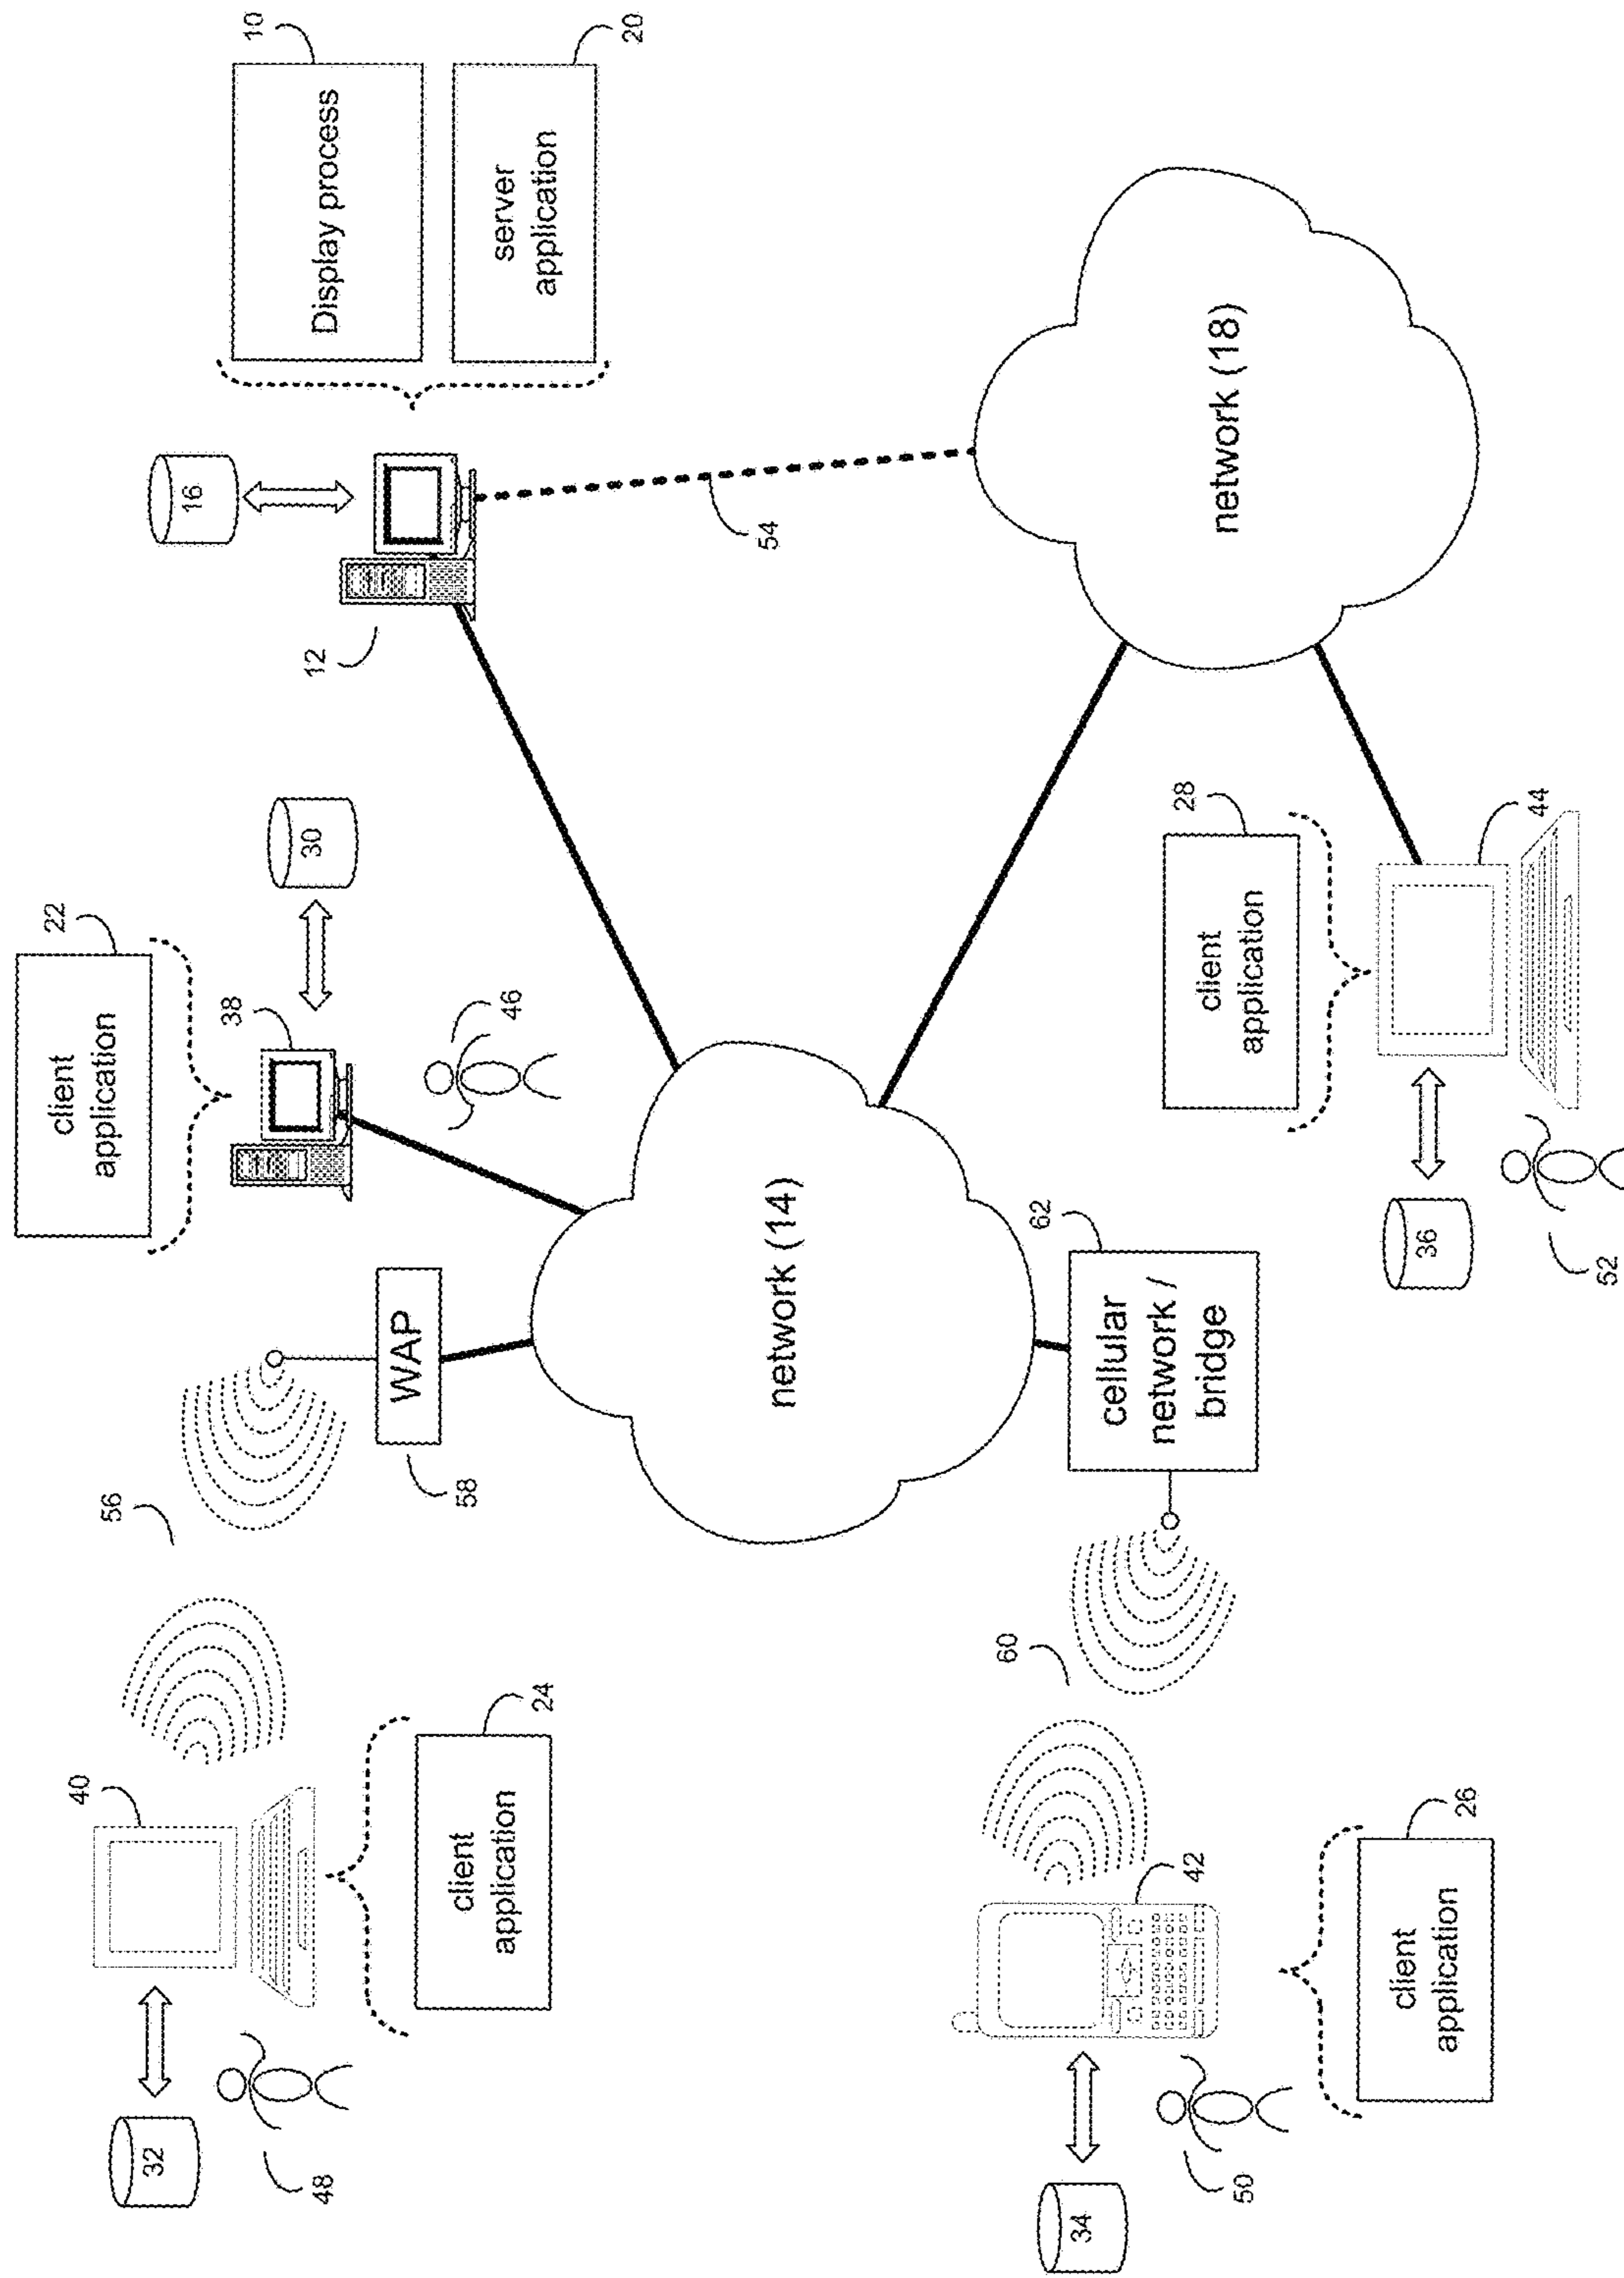 client
application
22
40
56
32
48
client
application
24
WAP
58
38
30
46
16
12
10
Display process
server
application
20
54
network (14)
network (18)
60
62
cellular
network /
bridge
34
42
50
client
application
26
client
application
28
36
44
52